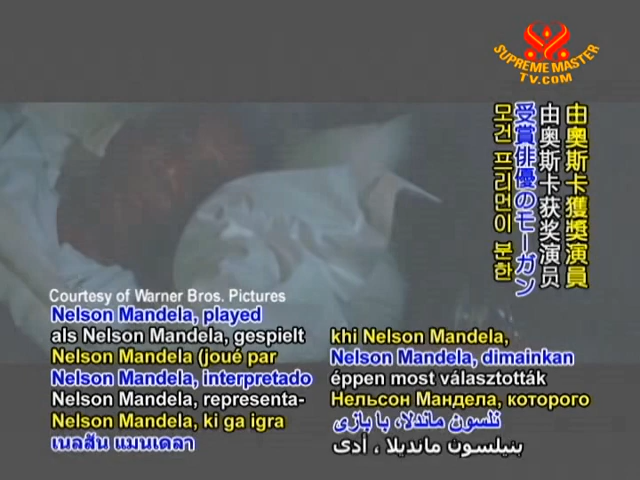 SUPREME MASTER
TV.COM
由奧斯卡獲獎演員
由奥斯卡获奖演员
受賞俳優のモーガン
모건 프리먼이 분한
Courtesy of Warner Bros. Pictures
Nelson Mandela, played
als Nelson Mandela, gespielt
Nelson Mandela (joué par
Nelson Mandela, interpretado
Nelson Mandela, representa-
Nelson Mandela, ki ga igra
เนลสัน แมนเดลา
khi Nelson Mandela,
Nelson Mandela, dimainkan
éppen most választották
Нельсон Мандела, которого
نلسون ماندلا، با بازی
بنيلسون مانديلا ، أدى